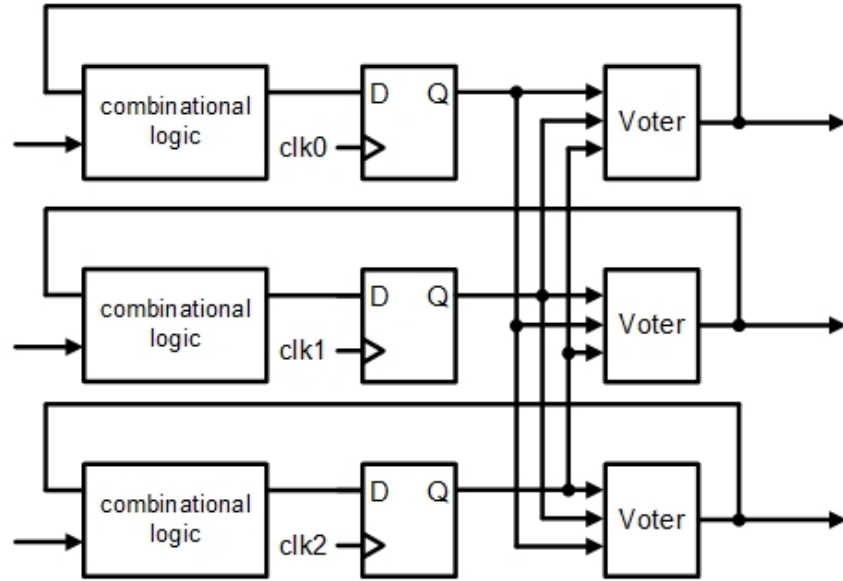 combinational
logic
D Q
clk0
Voter
combinational
logic
D Q
clk1
Voter
combinational
logic
D Q
clk2
Voter